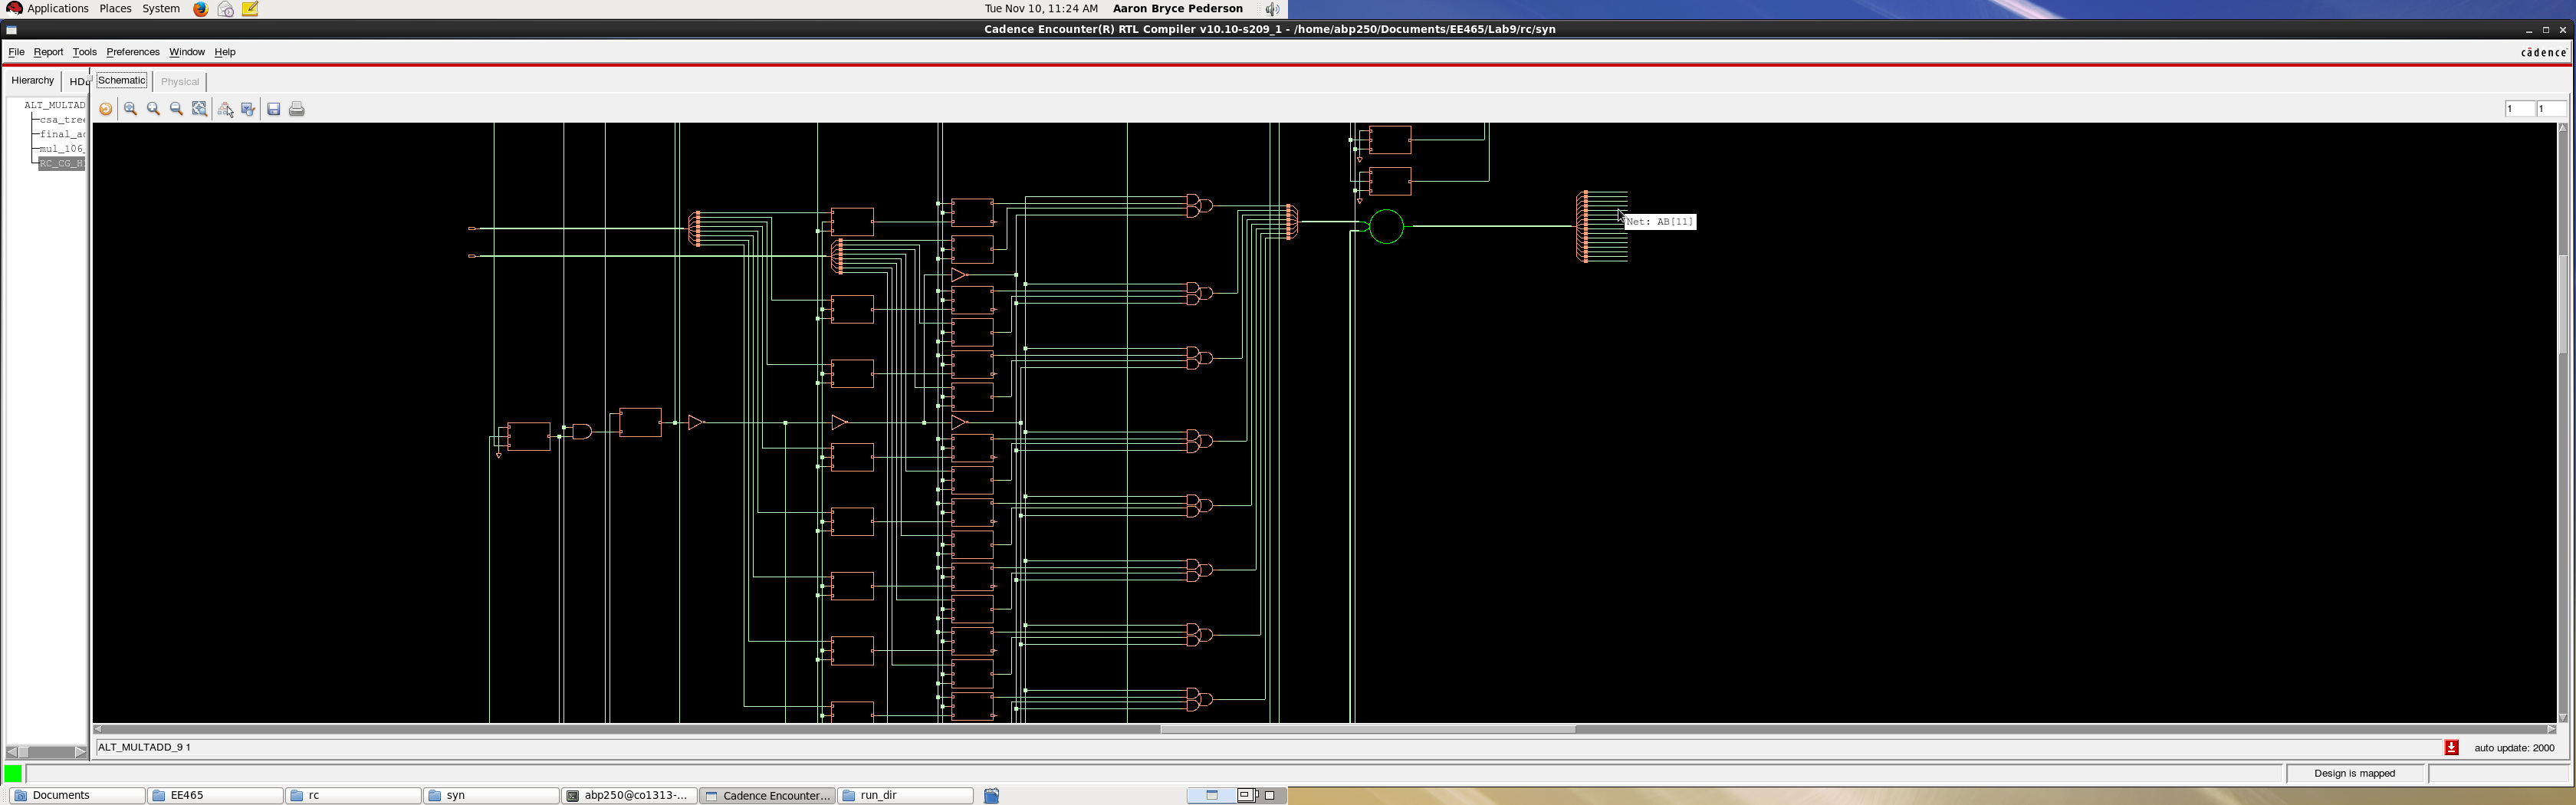 Applications Places System
Tue Nov 10, 11:24 AM Aaron Bryce Pederson
Cadence Encounter(R) RTL Compiler v10.10-s209_1 - /home/abp250/Documents/EE465/Lab9/rc/syn
File Report Tools Preferences Window Help
cādence
Hierarchy HD
Schematic Physical
1 1
ALT_MULTAD
csa_tree
final_a
mul_106_
RC_CG_H
Net: AB[11]
ALT_MULTADD_9 1
auto update: 2000
Design is mapped
Documents EE465 rc syn abp250@co1313-... Cadence Encounter... run_dir